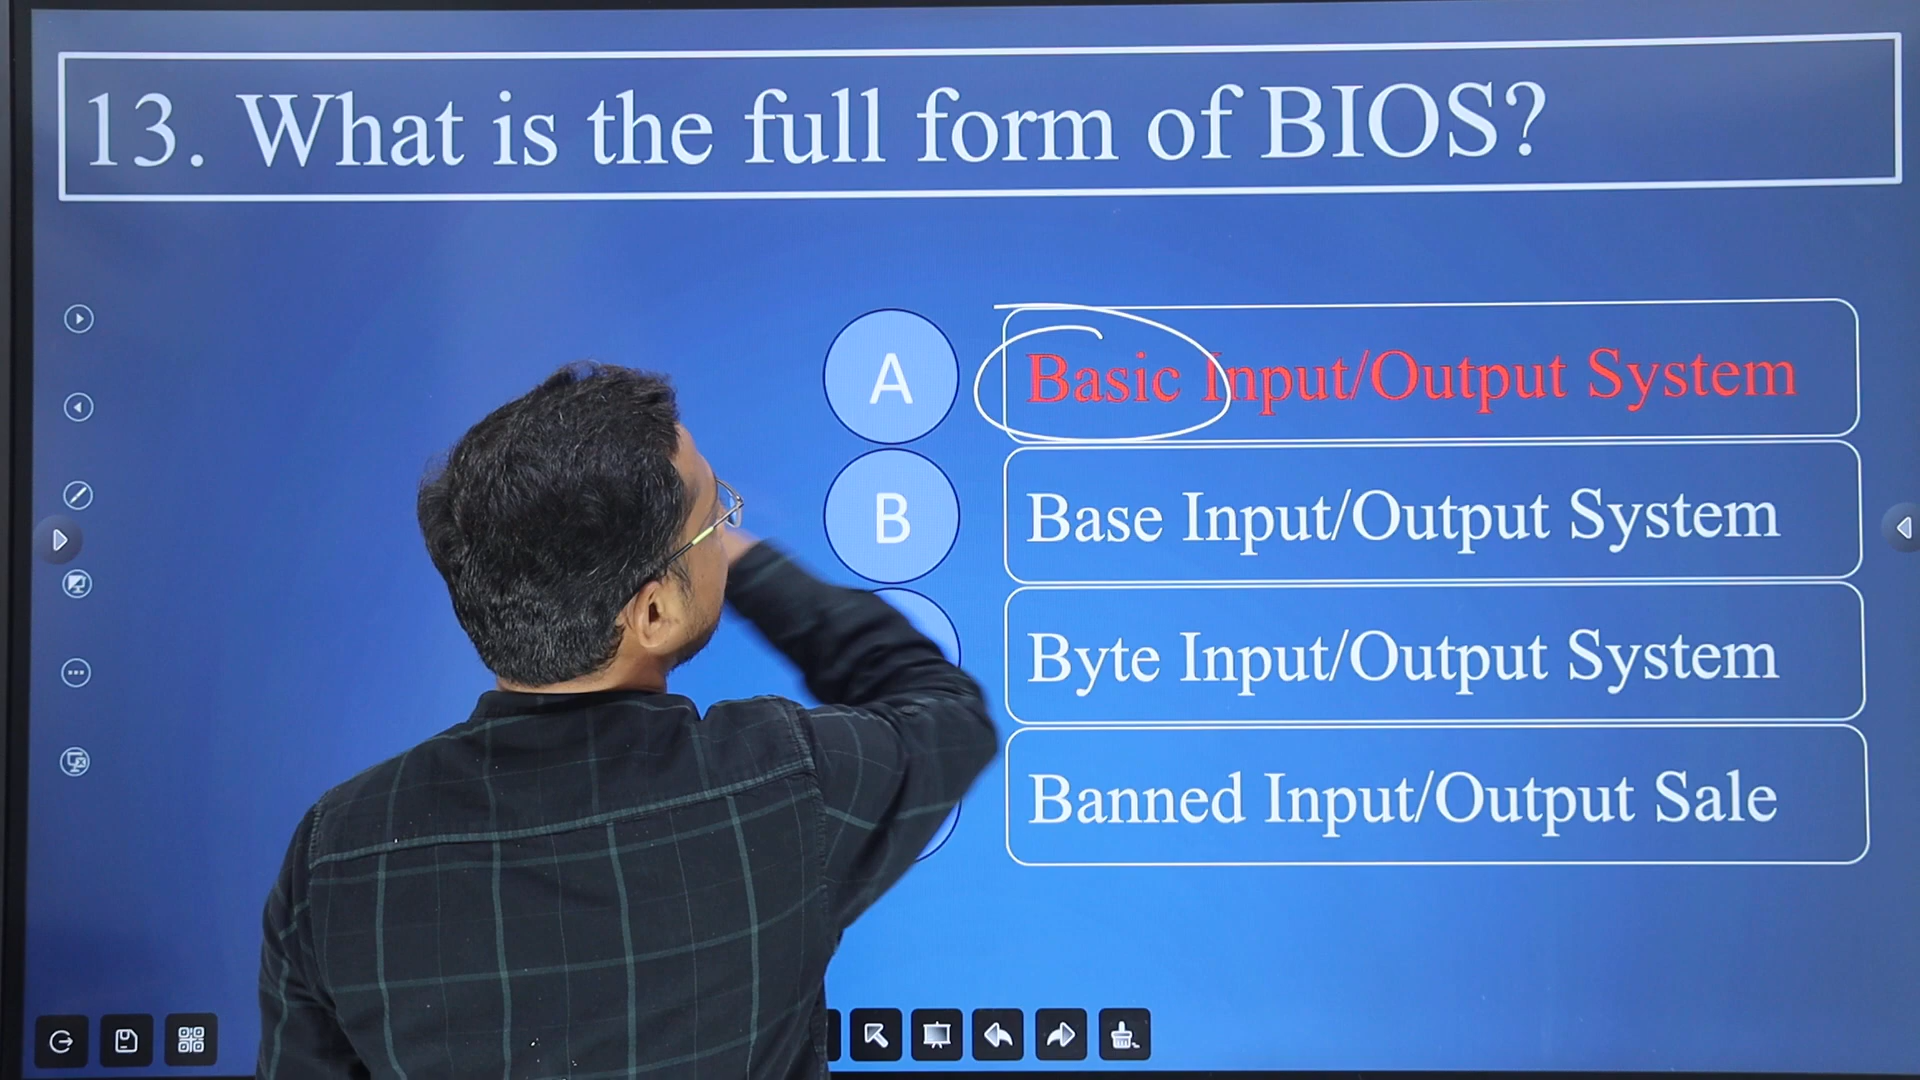 13. What is the full form of BIOS?
A
Basic Input/Output System
B
Base Input/Output System
Byte Input/Output System
Banned Input/Output Sale